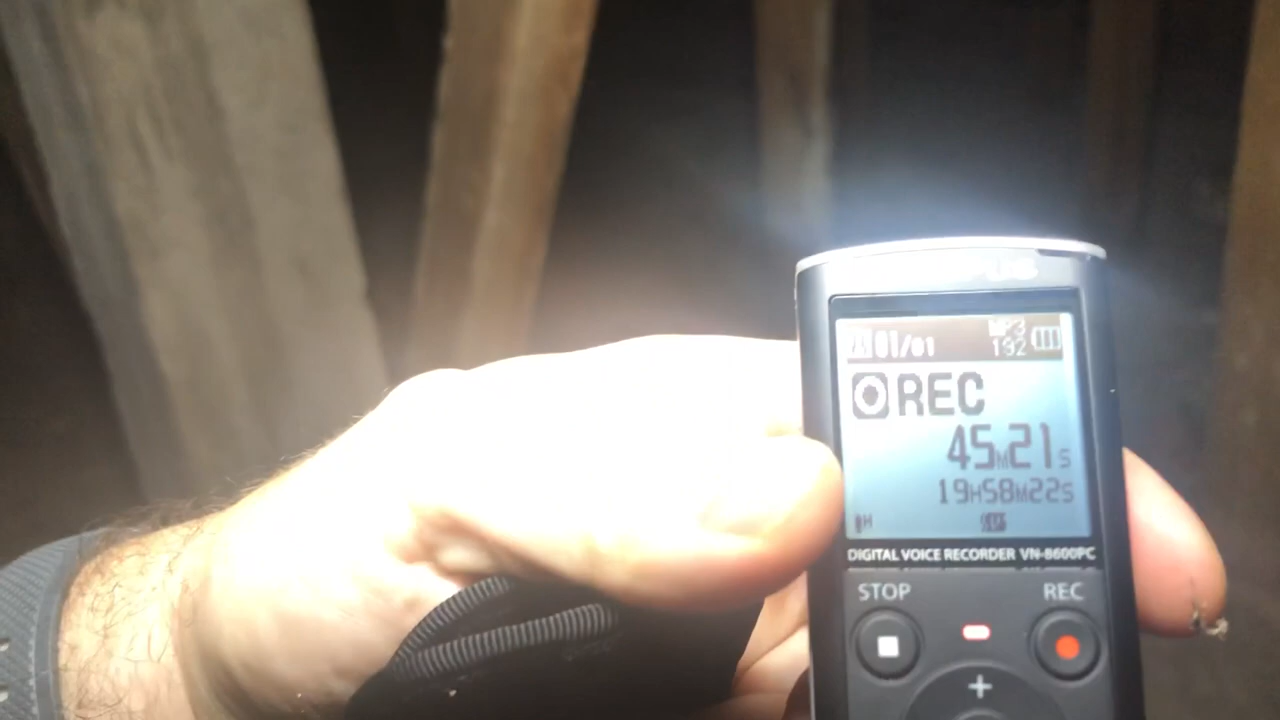 01/01
MP3
192
REC
45M21S
19H58M22S
DIGITAL VOICE RECORDER VN-8600PC
STOP REC
+